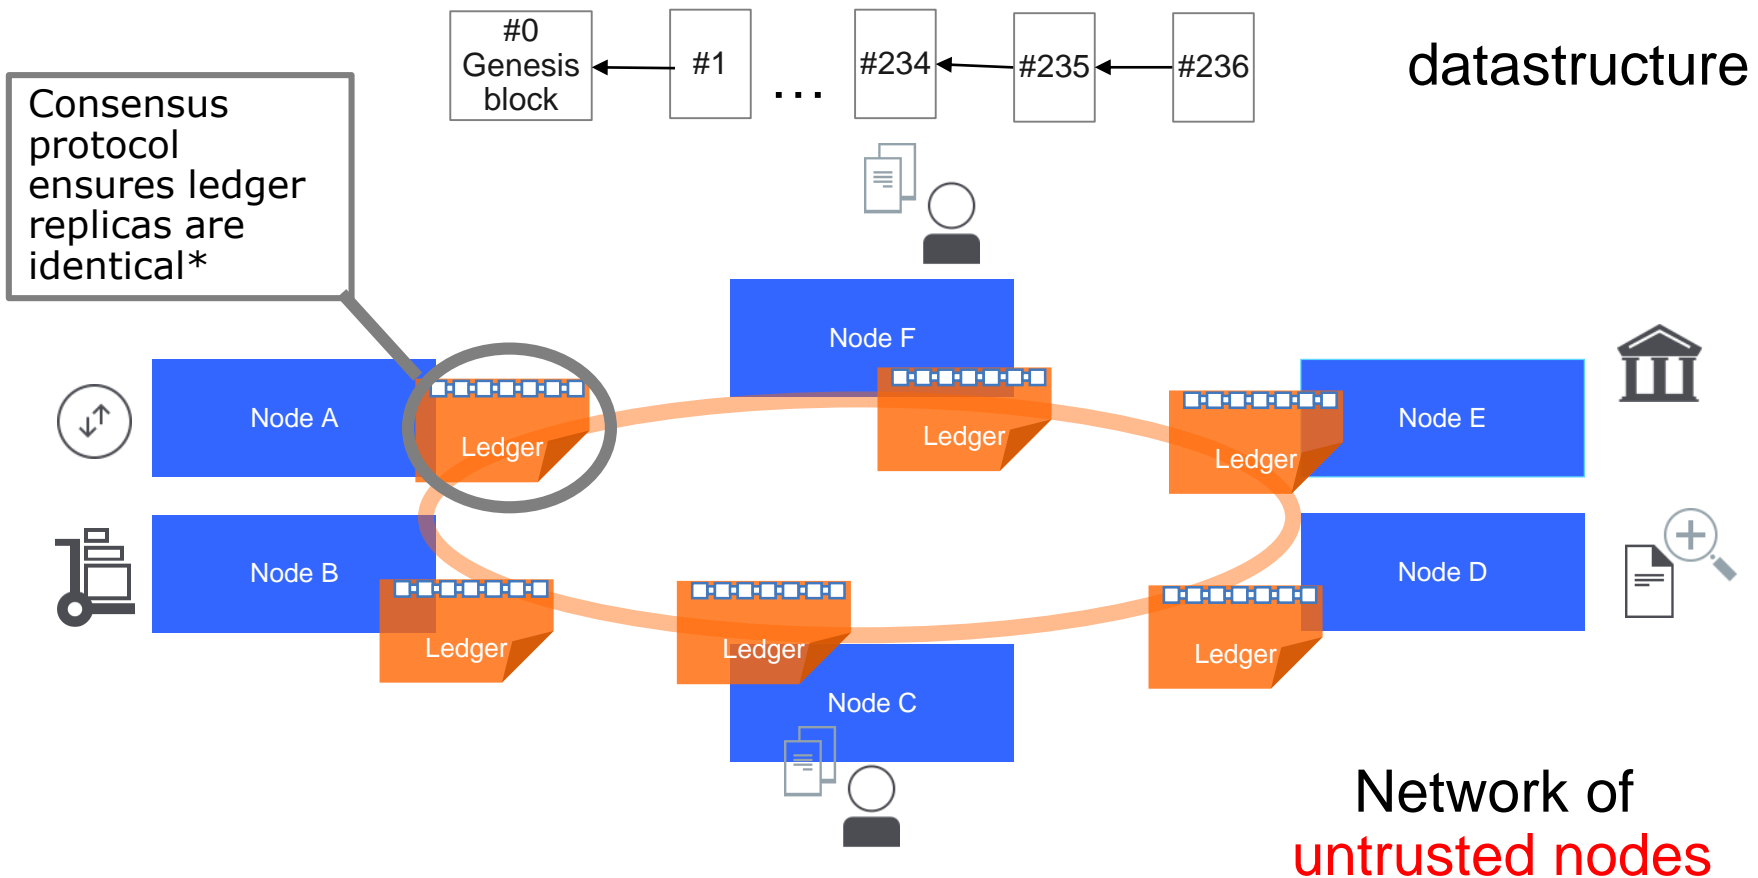 #0
Genesis
block
#1
...
#234
#235
#236
datastructure
Consensus
protocol
ensures ledger
replicas are
identical*
Node F
Ledger
Node A
Ledger
Node E
Ledger
Node B
Ledger
Ledger
Node C
Node D
Ledger
Network of
untrusted nodes